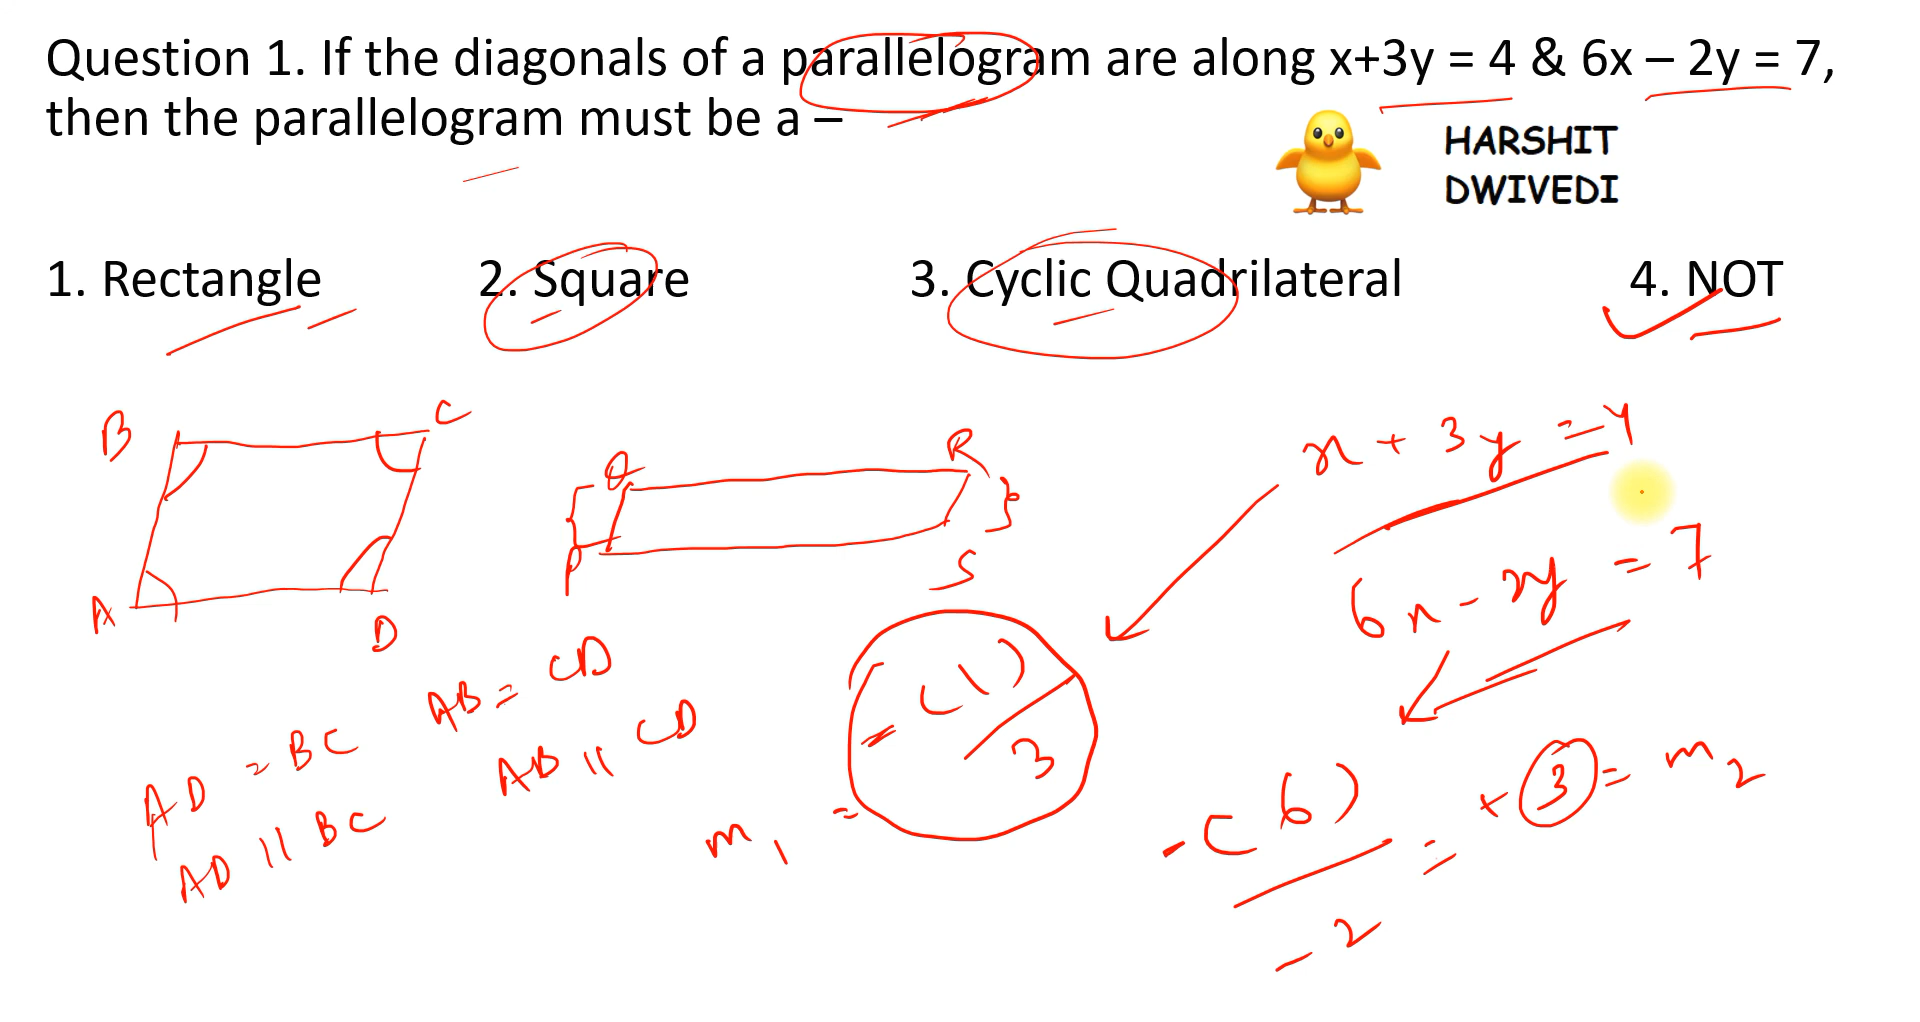 Question 1. If the diagonals of a parallelogram are along x+3y = 4 & 6x – 2y = 7,
then the parallelogram must be a –
HARSHIT
DWIVEDI
1. Rectangle 2. Square 3. Cyclic Quadrilateral 4. NOT
B C
A D
Q R
P S
x + 3y = 4
6x - 2y = 7
AB = CD
AB || CD
AD = BC
AD || BC
m1 = -(1)/3
-(6)/-2 = +3 = m2